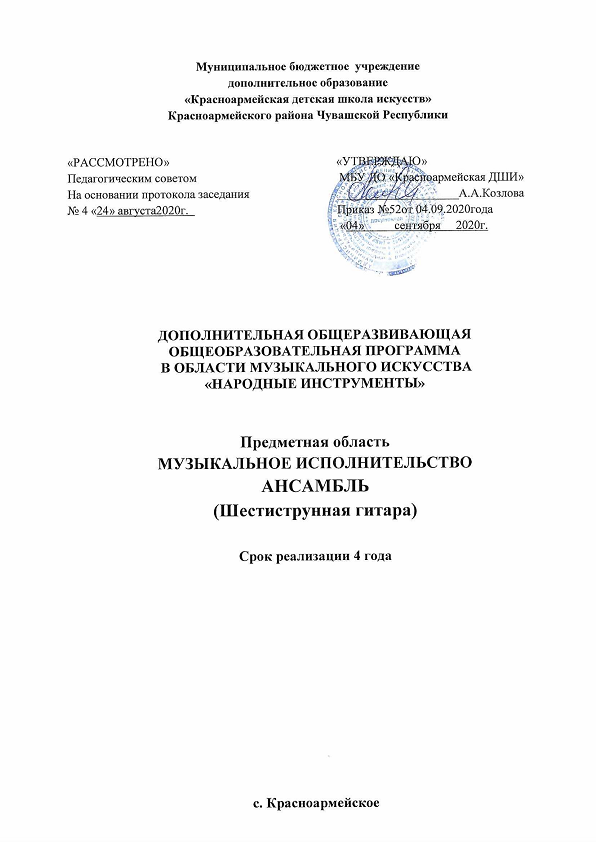 Муниципальное бюджетное учреждение
дополнительное образование
«Красноармейская детская школа искусств»
Красноармейского района Чувашской Республики
«РАССМОТРЕНО»
Педагогическим советом
На основании протокола заседания
№ 4 «24» августа2020г.
«УТВЕРЖДАЮ»
МБУ ДО «Красноармейская ДШИ»
А.А.Козлова
Приказ №52от 04.09.2020года
«04» сентября 2020г.
ДОПОЛНИТЕЛЬНАЯ ОБЩЕРАЗВИВАЮЩАЯ
ОБЩЕОБРАЗОВАТЕЛЬНАЯ ПРОГРАММА
В ОБЛАСТИ МУЗЫКАЛЬНОГО ИСКУССТВА
«НАРОДНЫЕ ИНСТРУМЕНТЫ»
Предметная область
МУЗЫКАЛЬНОЕ ИСПОЛНИТЕЛЬСТВО
АНСАМБЛЬ
(Шестиструнная гитара)
Срок реализации 4 года
с. Красноармейское